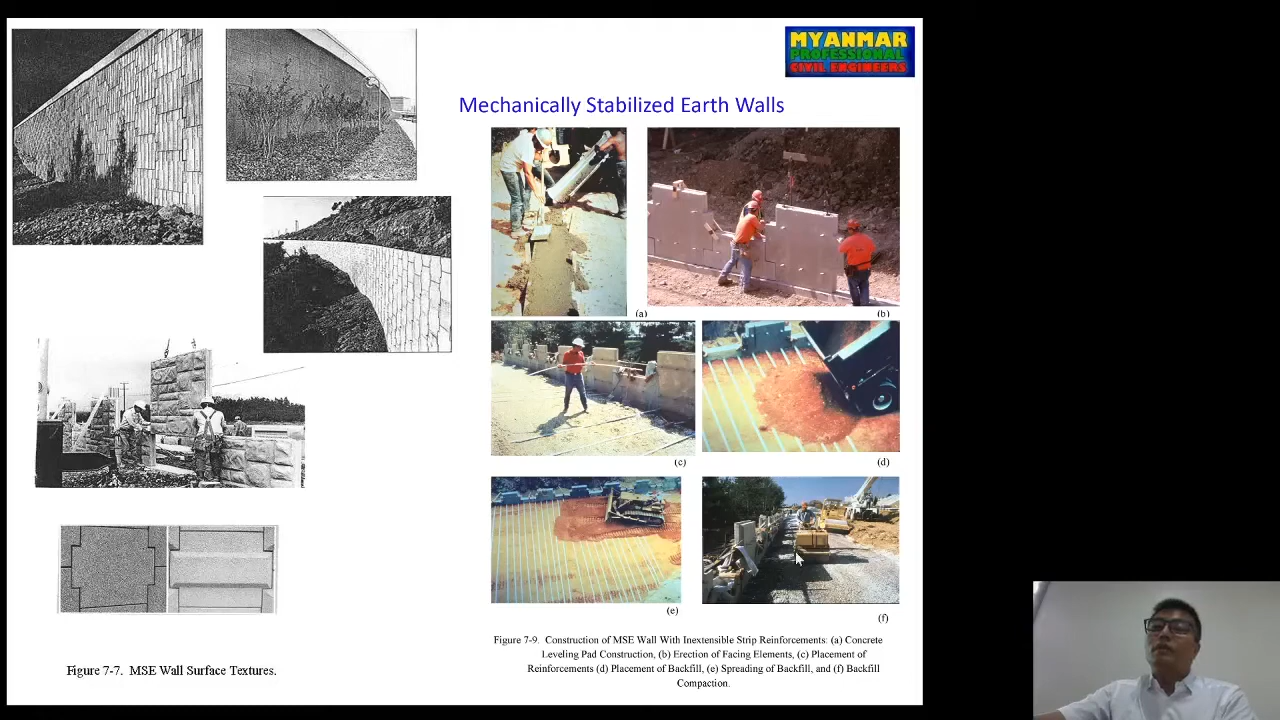 MYANMAR
PROFESSIONAL
CIVIL ENGINEERS
Mechanically Stabilized Earth Walls
(a)
(b)
(c)
(d)
(e)
(f)
Figure 7-7. MSE Wall Surface Textures.
Figure 7-9. Construction of MSE Wall With Inextensible Strip Reinforcements: (a) Concrete
Leveling Pad Construction, (b) Erection of Facing Elements, (c) Placement of
Reinforcements (d) Placement of Backfill, (e) Spreading of Backfill, and (f) Backfill
Compaction.